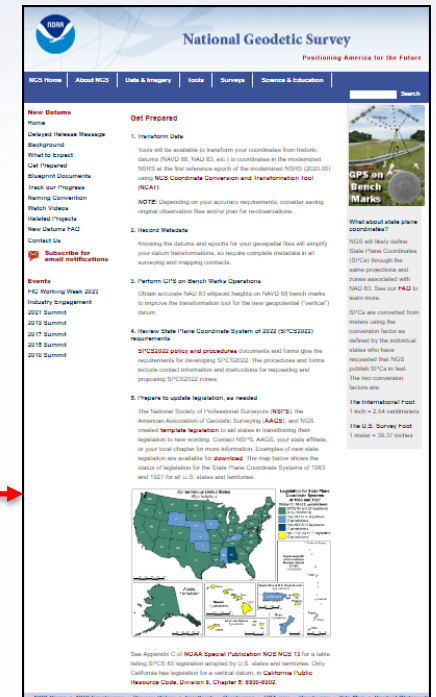 NOAA
National Geodetic Survey
Positioning America for the Future
NGS Home
About NGS
Data & Imagery
Tools
Surveys
Science & Education
Search
New Datums
Home
Delayed Release Message
Background
What to Expect
Get Prepared
Blueprint Documents
Track our Progress
Naming Convention
Watch Videos
Related Projects
New Datums FAQ
Contact Us
Subscribe for
email notifications
Events
FIG Working Week 2023
Industry Engagement
2021 Summit
2019 Summit
2017 Summit
2015 Summit
2010 Summit
Get Prepared
1. Transform Data
Tools will be available to transform your coordinates from historic
datums (NAVD 88, NAD 83, etc.) to coordinates in the modernized
NSRS at the first reference epoch of the modernized NSRS (2020.00)
using NGS Coordinate Conversion and Transformation Tool
(NCAT).
NOTE: Depending on your accuracy requirements, consider saving
original observation files and/or plan for re-observations.
2. Record Metadata
Knowing the datums and epochs for your geospatial files will simplify
your datum transformations, so require complete metadata in all
surveying and mapping contracts.
3. Perform GPS on Bench Marks Operations
Obtain accurate NAD 83 ellipsoid heights on NAVD 88 bench marks
to improve the transformation tool for the new geopotential ("vertical")
datum.
4. Review State Plane Coordinate System of 2022 (SPCS2022)
requirements
SPCS2022 policy and procedures documents and forms give the
requirements for developing SPCS2022. The procedures and forms
include contact information and instructions for requesting and
proposing SPCS2022 zones.
5. Prepare to update legislation, as needed
The National Society of Professional Surveyors (NSPS), the
American Association of Geodetic Surveying (AAGS), and NGS
created template legislation to aid states in transitioning their
legislation to new wording. Contact NSPS, AAGS, your state affiliate,
or your local chapter for more information. Examples of new state
legislation are available for download. The map below shows the
status of legislation for the State Plane Coordinate Systems of 1983
and 1927 for all U.S. states and territories.
Conterminous United States
Legislation for State Plane
Coordinate Systems
of 1983 and 1927
See Appendix C of NOAA Special Publication NOS NGS 13 for a table
listing SPCS 83 legislation adopted by U.S. states and territories. Only
California has legislation for a vertical datum, in California Public
Resource Code, Division 8, Chapter 5: 8890-8902.
GPS on
Bench
Marks
What about state plane
coordinates?
NGS will likely define
State Plane Coordinates
(SPCs) through the
same projections and
zones associated with
NAD 83. See our FAQ to
learn more.
SPCs are converted from
meters using the
conversion factor as
defined by the individual
states who have
requested that NGS
publish SPCs in feet.
The two conversion
factors are:
The International Foot
1 inch = 2.54 centimeters
The U.S. Survey Foot
1 meter = 39.37 inches